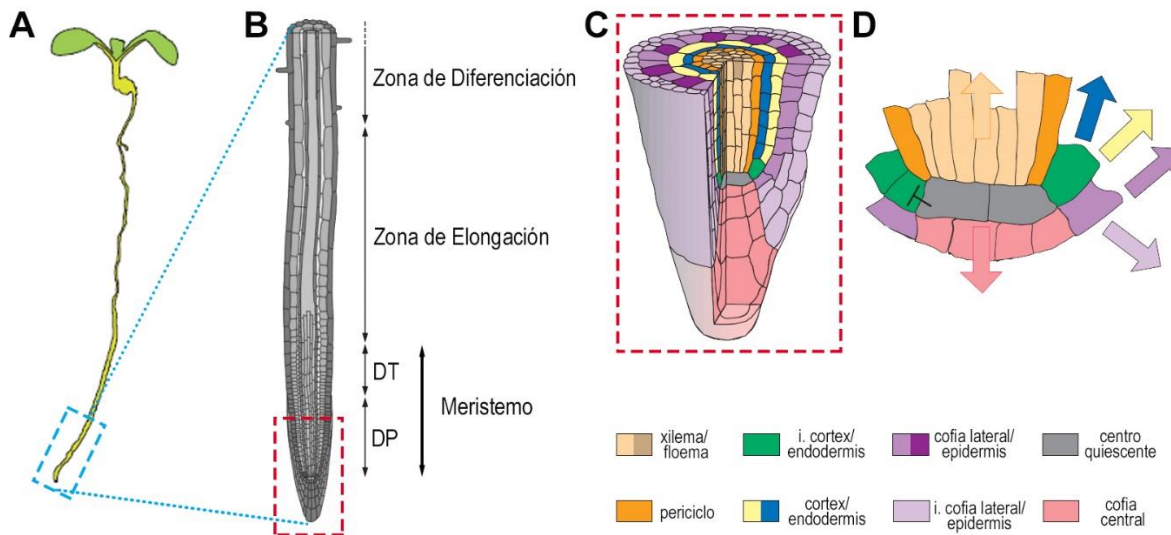 A
B
C
D
Zona de Diferenciación
Zona de Elongación
DT
Meristemo
DP
xilema/
floema
i. cortex/
endodermis
cofia lateral/
epidermis
centro
quiescente
periciclo
cortex/
endodermis
i. cofia lateral/
epidermis
cofia
central